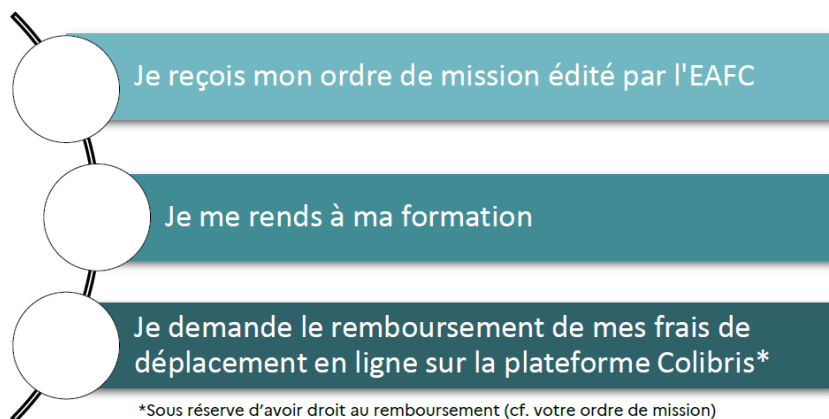 Je reçois mon ordre de mission édité par l'EAFC
Je me rends à ma formation
Je demande le remboursement de mes frais de
déplacement en ligne sur la plateforme Colibris*
*Sous réserve d’avoir droit au remboursement (cf. votre ordre de mission)